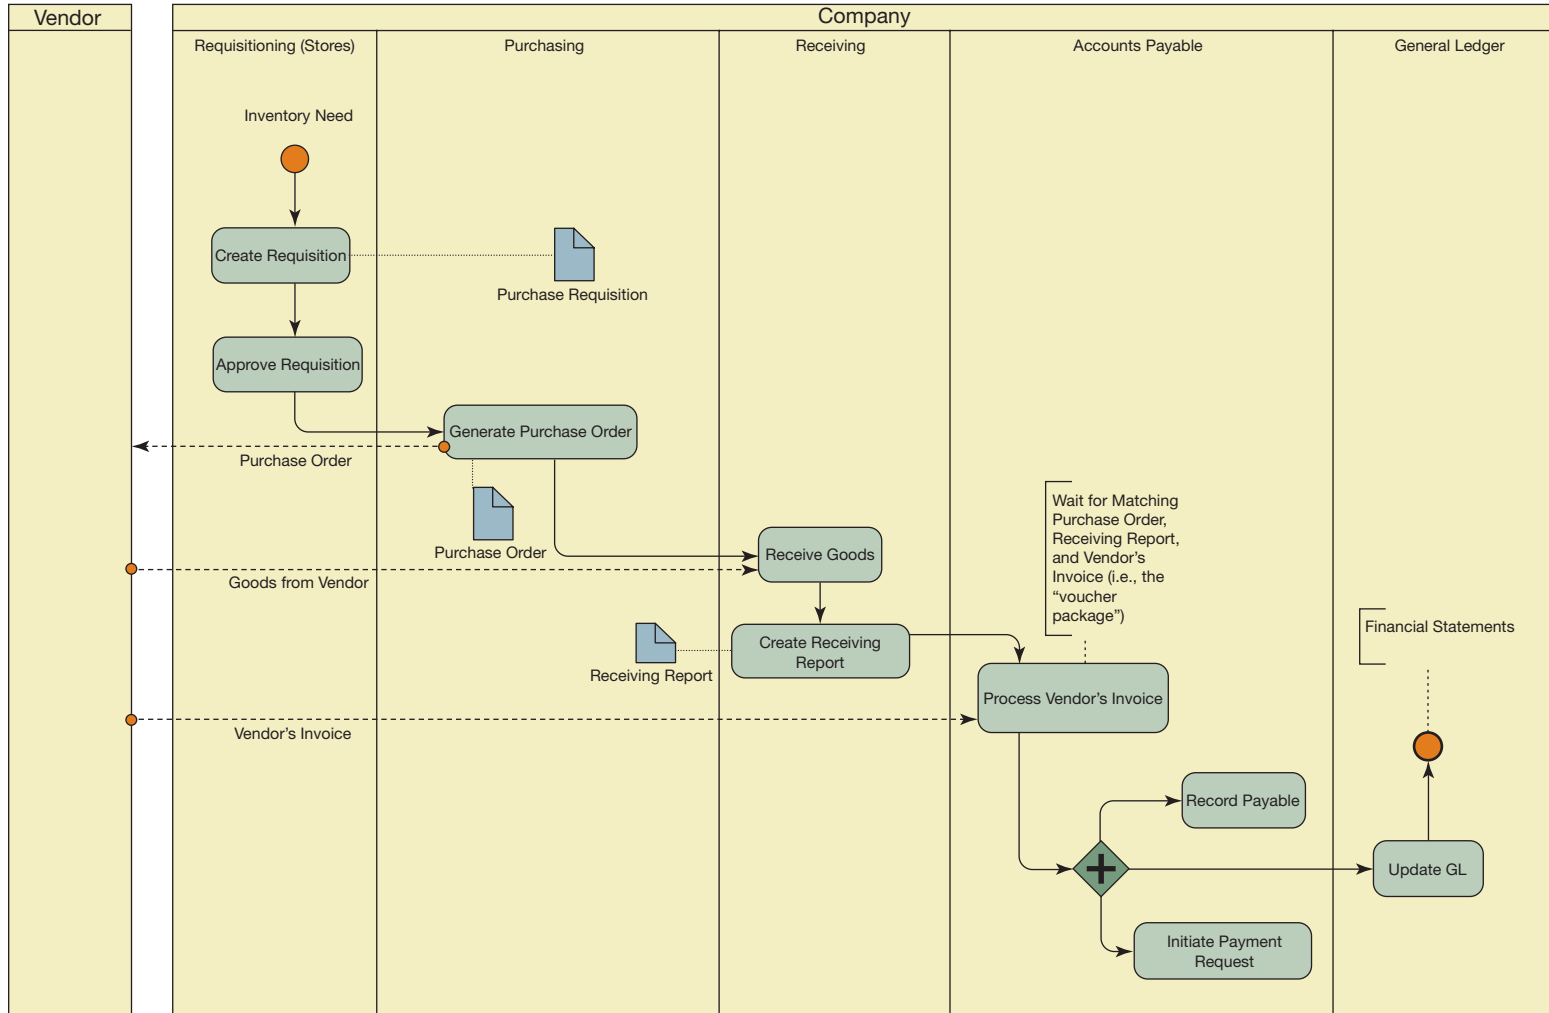 Vendor
Company
Requisitioning (Stores)
Purchasing
Receiving
Accounts Payable
General Ledger
Inventory Need
Create Requisition
Purchase Requisition
Approve Requisition
Generate Purchase Order
Purchase Order
Purchase Order
Wait for Matching
Purchase Order,
Receiving Report,
and Vendor’s
Invoice (i.e., the
“voucher
package”)
Receive Goods
Goods from Vendor
Create Receiving
Report
Receiving Report
Financial Statements
Process Vendor’s Invoice
Vendor’s Invoice
Record Payable
Update GL
Initiate Payment
Request